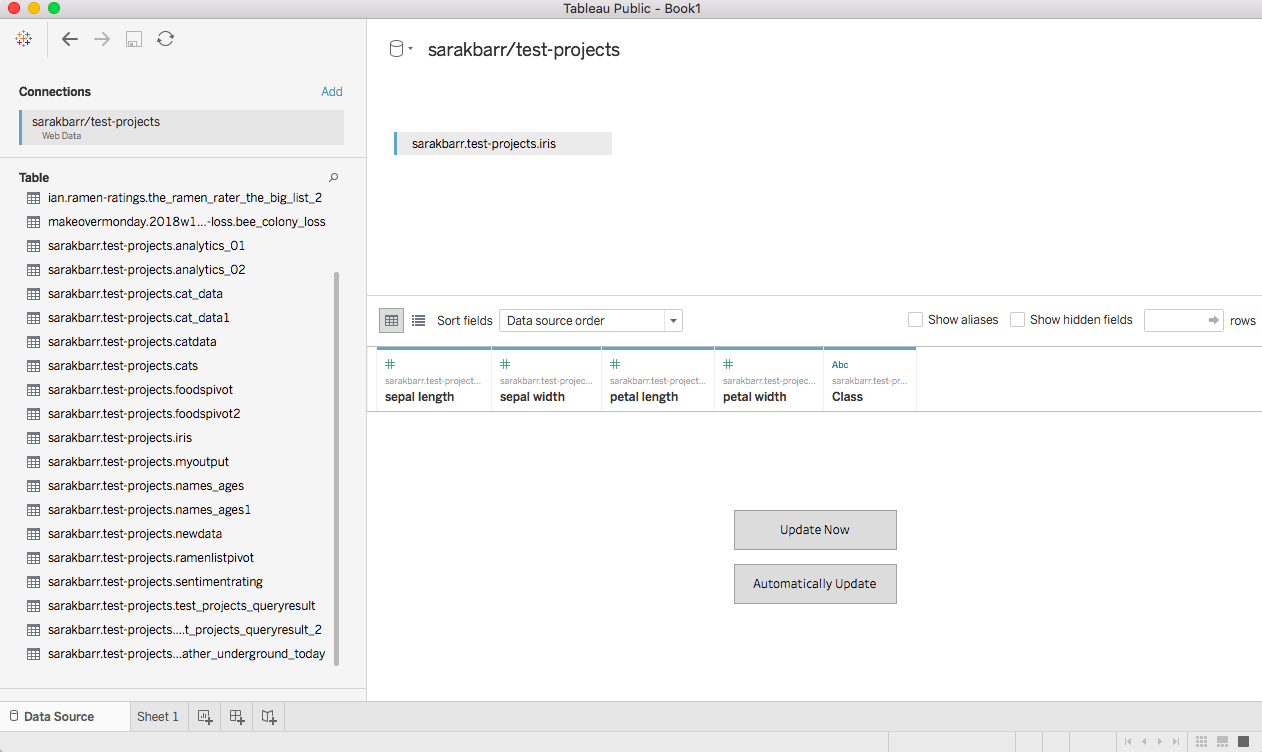 Tableau Public - Book1
sarakbarr/test-projects
Connections
Add
sarakbarr/test-projects
Web Data
sarakbarr.test-projects.iris
Table
ian.ramen-ratings.the_ramen_rater_the_big_list_2
makeovermonday.2018w1...-loss.bee_colony_loss
sarakbarr.test-projects.analytics_01
sarakbarr.test-projects.analytics_02
sarakbarr.test-projects.cat_data
sarakbarr.test-projects.cat_data1
sarakbarr.test-projects.catdata
sarakbarr.test-projects.cats
sarakbarr.test-projects.foodspivot
sarakbarr.test-projects.foodspivot2
sarakbarr.test-projects.iris
sarakbarr.test-projects.myoutput
sarakbarr.test-projects.names_ages
sarakbarr.test-projects.names_ages1
sarakbarr.test-projects.newdata
sarakbarr.test-projects.ramenlistpivot
sarakbarr.test-projects.sentimentrating
sarakbarr.test-projects.test_projects_queryresult
sarakbarr.test-projects....t_projects_queryresult_2
sarakbarr.test-projects...ather_underground_today
Sort fields Data source order Show aliases Show hidden fields rows
# # # # Abc
sarakbarr.test-project... sarakbarr.test-projec... sarakbarr.test-project... sarakbarr.test-projec... sarakbarr.test-pr...
sepal length sepal width petal length petal width Class
Update Now
Automatically Update
Data Source Sheet 1